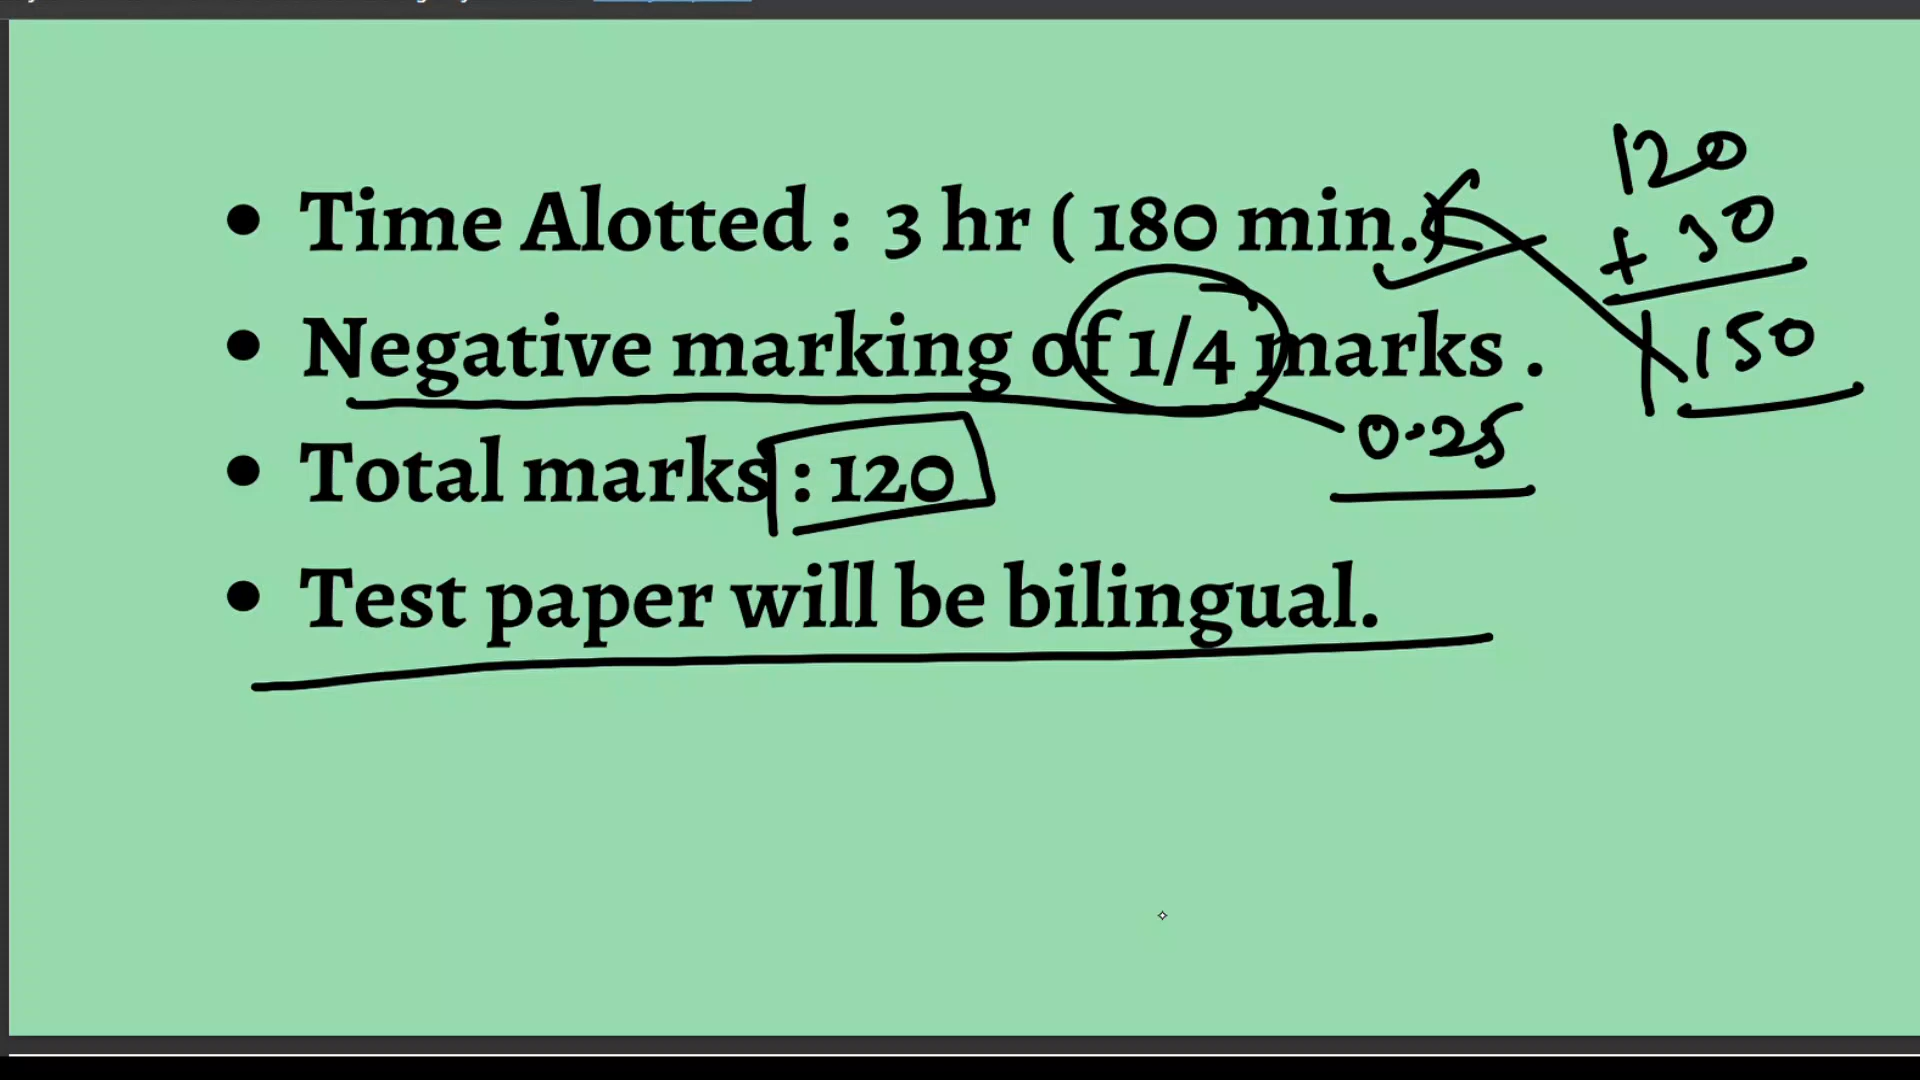 • Time Alotted : 3 hr ( 180 min.)
• Negative marking of 1/4 marks .
• Total marks : 120
• Test paper will be bilingual.
120
+ 30
150
0.25